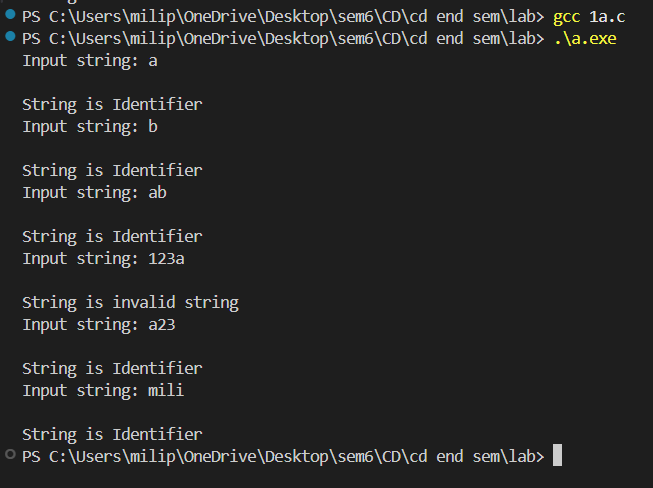 PS C:\Users\milip\OneDrive\Desktop\sem6\CD\cd end sem\lab> gcc 1a.c
PS C:\Users\milip\OneDrive\Desktop\sem6\CD\cd end sem\lab> .\a.exe
Input string: a
String is Identifier
Input string: b
String is Identifier
Input string: ab
String is Identifier
Input string: 123a
String is invalid string
Input string: a23
String is Identifier
Input string: mili
String is Identifier
PS C:\Users\milip\OneDrive\Desktop\sem6\CD\cd end sem\lab>